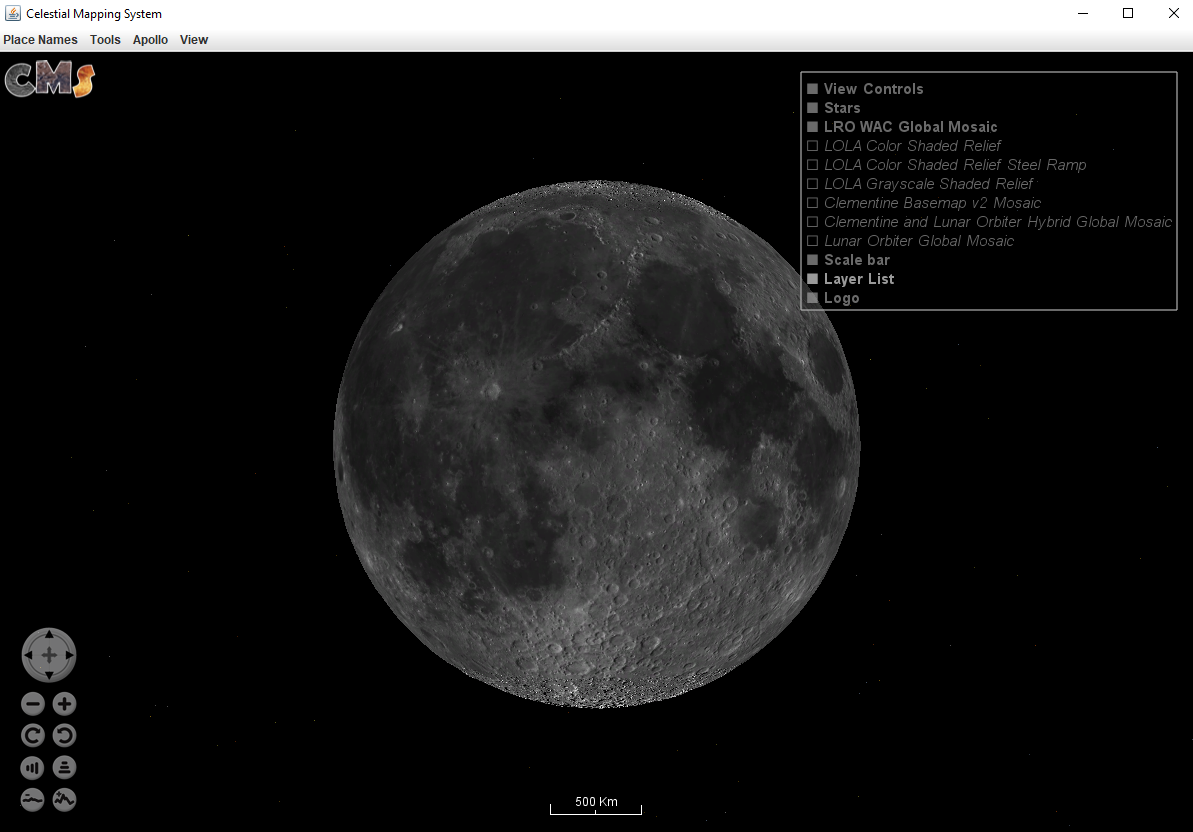 Celestial Mapping System
Place Names Tools Apollo View
CMS
View Controls
Stars
LRO WAC Global Mosaic
LOLA Color Shaded Relief
LOLA Color Shaded Relief Steel Ramp
LOLA Grayscale Shaded Relief
Clementine Basemap v2 Mosaic
Clementine and Lunar Orbiter Hybrid Global Mosaic
Lunar Orbiter Global Mosaic
Scale bar
Layer List
Logo
500 Km